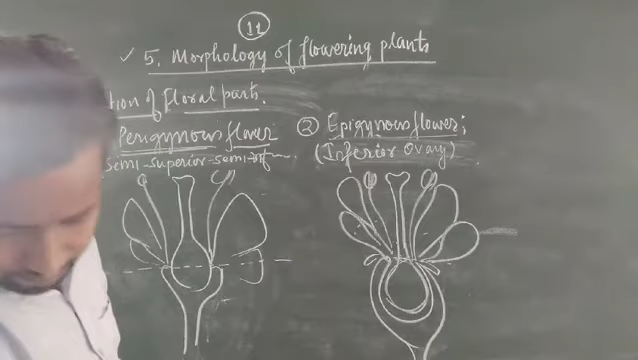 11
✓ 5. Morphology of flowering plants
tion of Floral parts.
Perigynous flower
semi-superior-semi-inf
② Epigynous flower;
(Inferior Ovary)